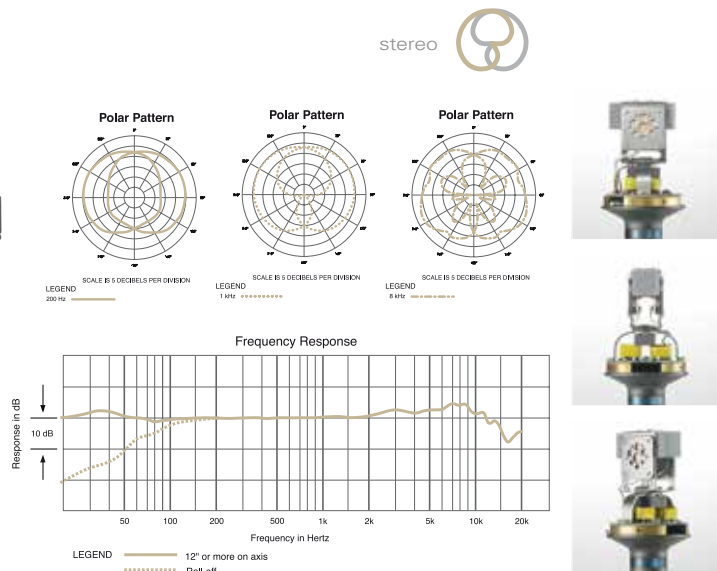 stereo
Polar Pattern
Polar Pattern
Polar Pattern
SCALE IS 5 DECIBELS PER DIVISION
LEGEND
200 Hz
SCALE IS 5 DECIBELS PER DIVISION
LEGEND
1 kHz
SCALE IS 5 DECIBELS PER DIVISION
LEGEND
8 kHz
Frequency Response
Response in dB
10 dB
50 100 200 500 1k 2k 5k 10k 20k
Frequency in Hertz
LEGEND
12" or more on axis
Roll-off